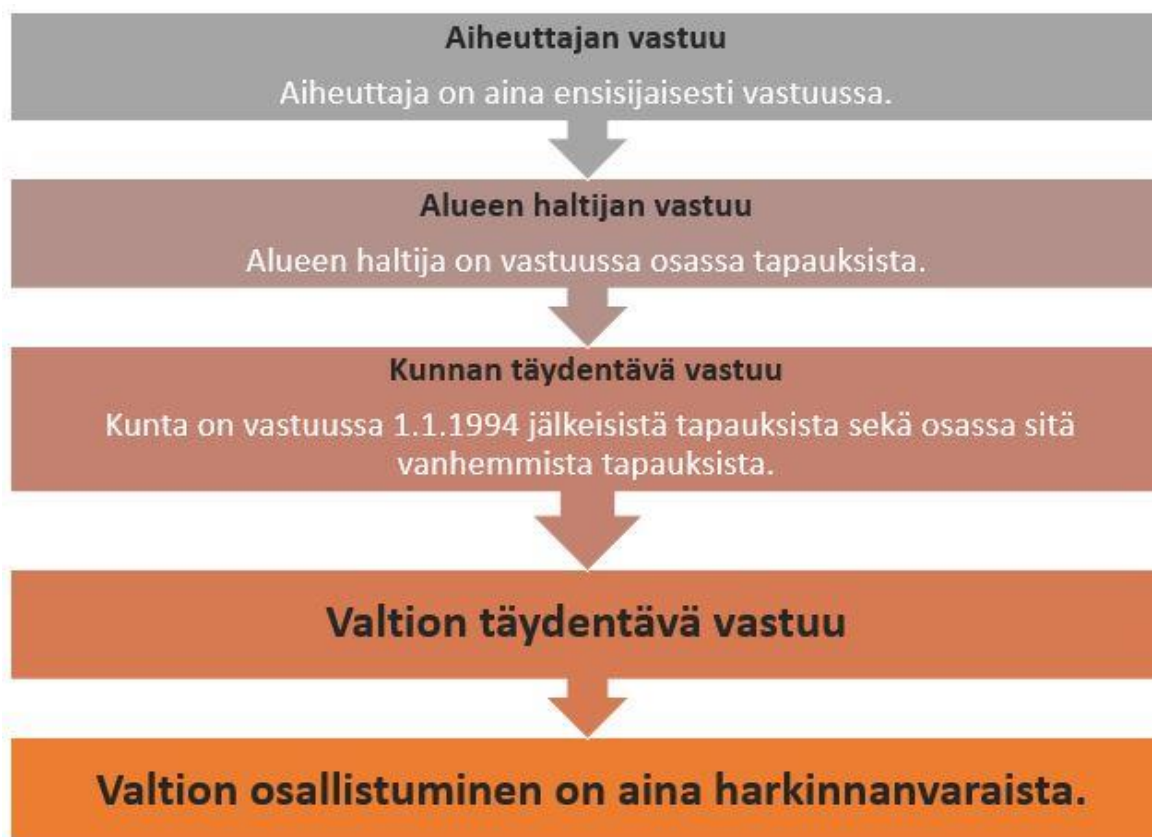 Aiheuttajan vastuu
Aiheuttaja on aina ensisijaisesti vastuussa.
Alueen haltijan vastuu
Alueen haltija on vastuussa osassa tapauksista.
Kunnan täydentävä vastuu
Kunta on vastuussa 1.1.1994 jälkeisistä tapauksista sekä osassa sitä
vanhemmista tapauksista.
Valtion täydentävä vastuu
Valtion osallistuminen on aina harkinnanvaraista.